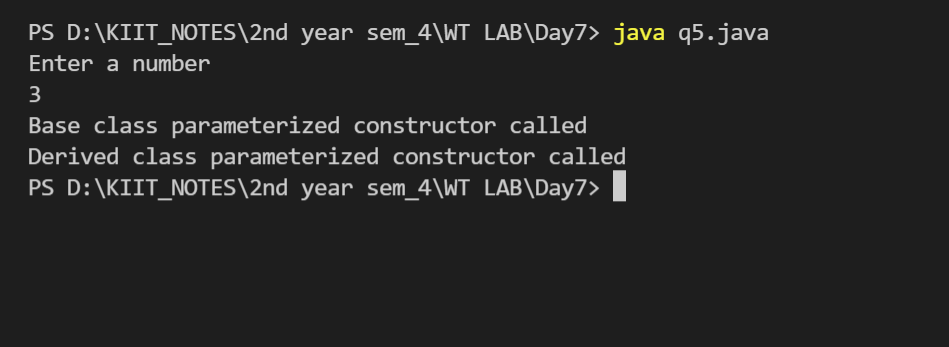 PS D:\KIIT_NOTES\2nd year sem_4\WT LAB\Day7> java q5.java
Enter a number
3
Base class parameterized constructor called
Derived class parameterized constructor called
PS D:\KIIT_NOTES\2nd year sem_4\WT LAB\Day7>